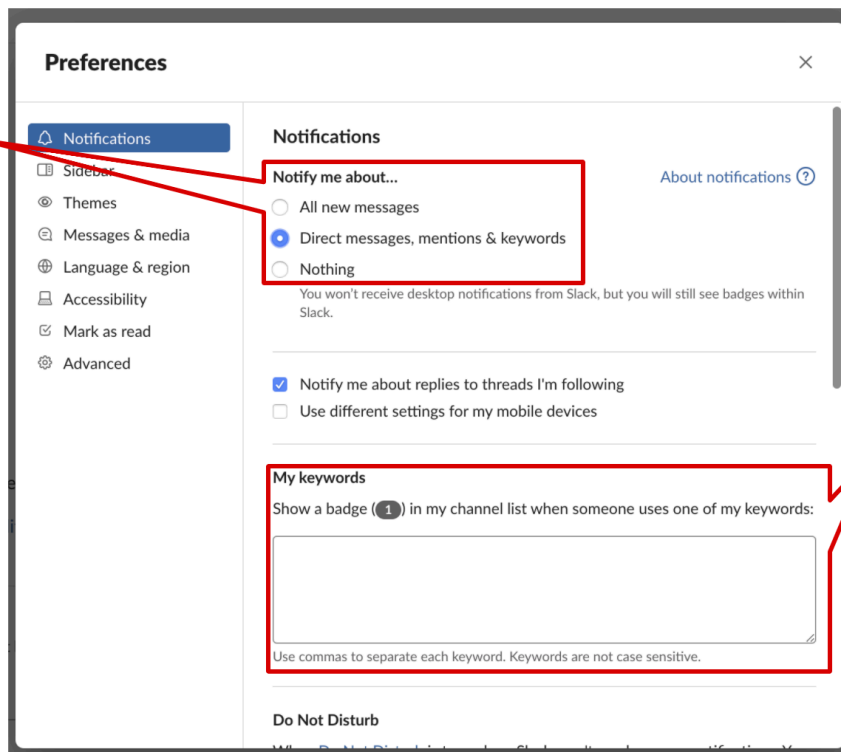 Preferences
Notifications
Sidebar
Themes
Messages & media
Language & region
Accessibility
Mark as read
Advanced
Notifications
Notify me about...
About notifications
All new messages
Direct messages, mentions & keywords
Nothing
You won't receive desktop notifications from Slack, but you will still see badges within
Slack.
Notify me about replies to threads I'm following
Use different settings for my mobile devices
My keywords
Show a badge (1) in my channel list when someone uses one of my keywords:
Use commas to separate each keyword. Keywords are not case sensitive.
Do Not Disturb